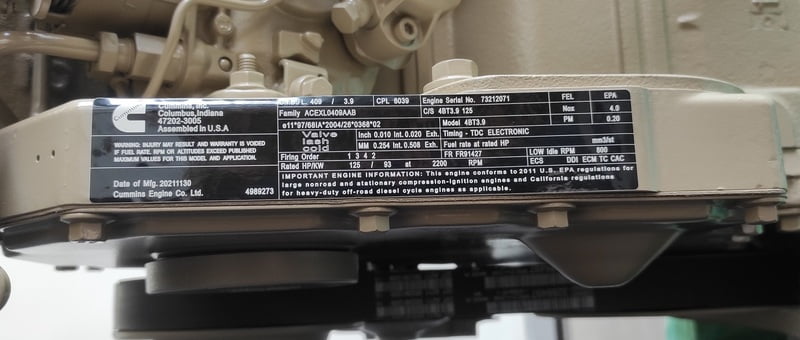 Cummins, Inc.
Columbus,Indiana
47202-3005
Assembled in U.S.A
WARNING: INJURY MAY RESULT AND WARRANTY IS VOIDED
IF FUEL RATE, RPM OR ALTITUDES EXCEED PUBLISHED
MAXIMUM VALUES FOR THIS MODEL AND APPLICATION.
Date of Mfg. 20211130
Cummins Engine Co. Ltd. 4989273
L. 409 / 3.9 CPL 8039 Engine Serial No. 73212071 FEL EPA
Family ACEXL0409AAB C/S 4BT3.9 125 Nox 4.0
e11*97/68IA*2004/26*0368*02 Model 4BT3.9 PM 0.20
Valve
lash
cold
Inch 0.010 Int. 0.020 Exh. Timing - TDC ELECTRONIC
MM 0.254 Int. 0.508 Exh. Fuel rate at rated HP mm3/st
Firing Order 1 3 4 2 FR FR91427 LOW Idle RPM 800
Rated HP/KW 125 / 93 at 2200 RPM ECS DDI ECM TC CAC
IMPORTANT ENGINE INFORMATION: This engine conforms to 2011 U.S. EPA regulations for
large nonroad and stationary compression-ignition engines and California regulations
for heavy-duty off-road diesel cycle engines as applicable.